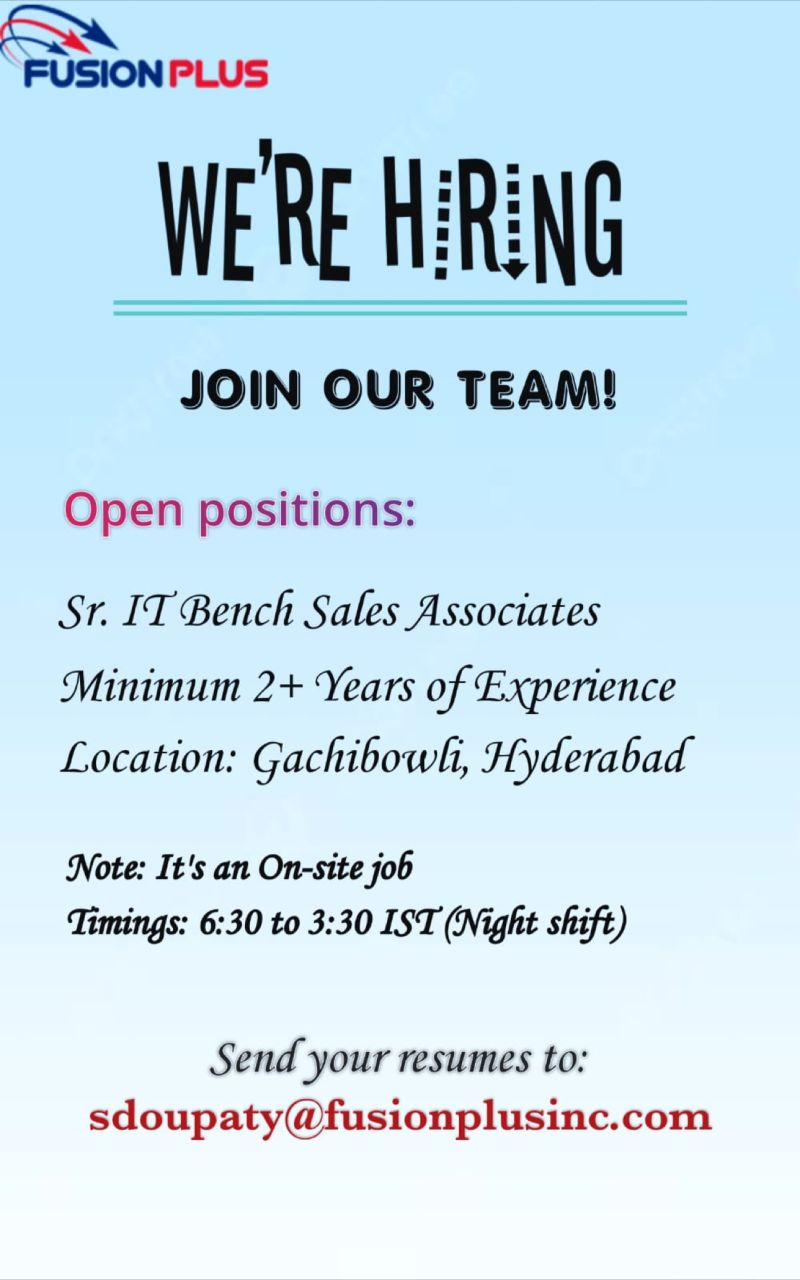 FUSION PLUS
WE'RE HIRING
JOIN OUR TEAM!
Open positions:
Sr. IT Bench Sales Associates
Minimum 2+ Years of Experience
Location: Gachibowli, Hyderabad
Note: It's an On-site job
Timings: 6:30 to 3:30 IST (Night shift)
Send your resumes to:
sdoupaty@fusionplusinc.com